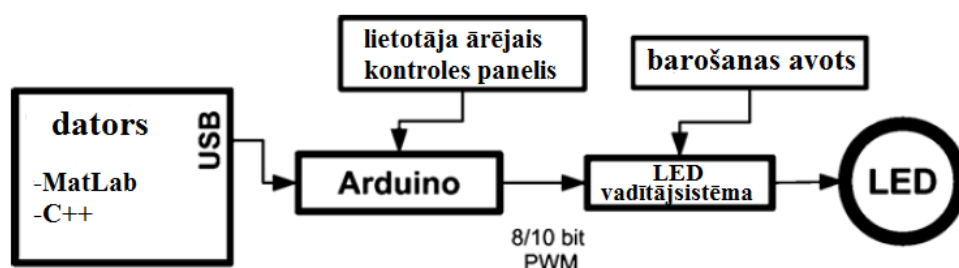 lietotāja ārējais
kontroles panelis
barošanas avots
dators
-MatLab
-C++
USB
Arduino
8/10 bit
PWM
LED
vadītājsistēma
LED